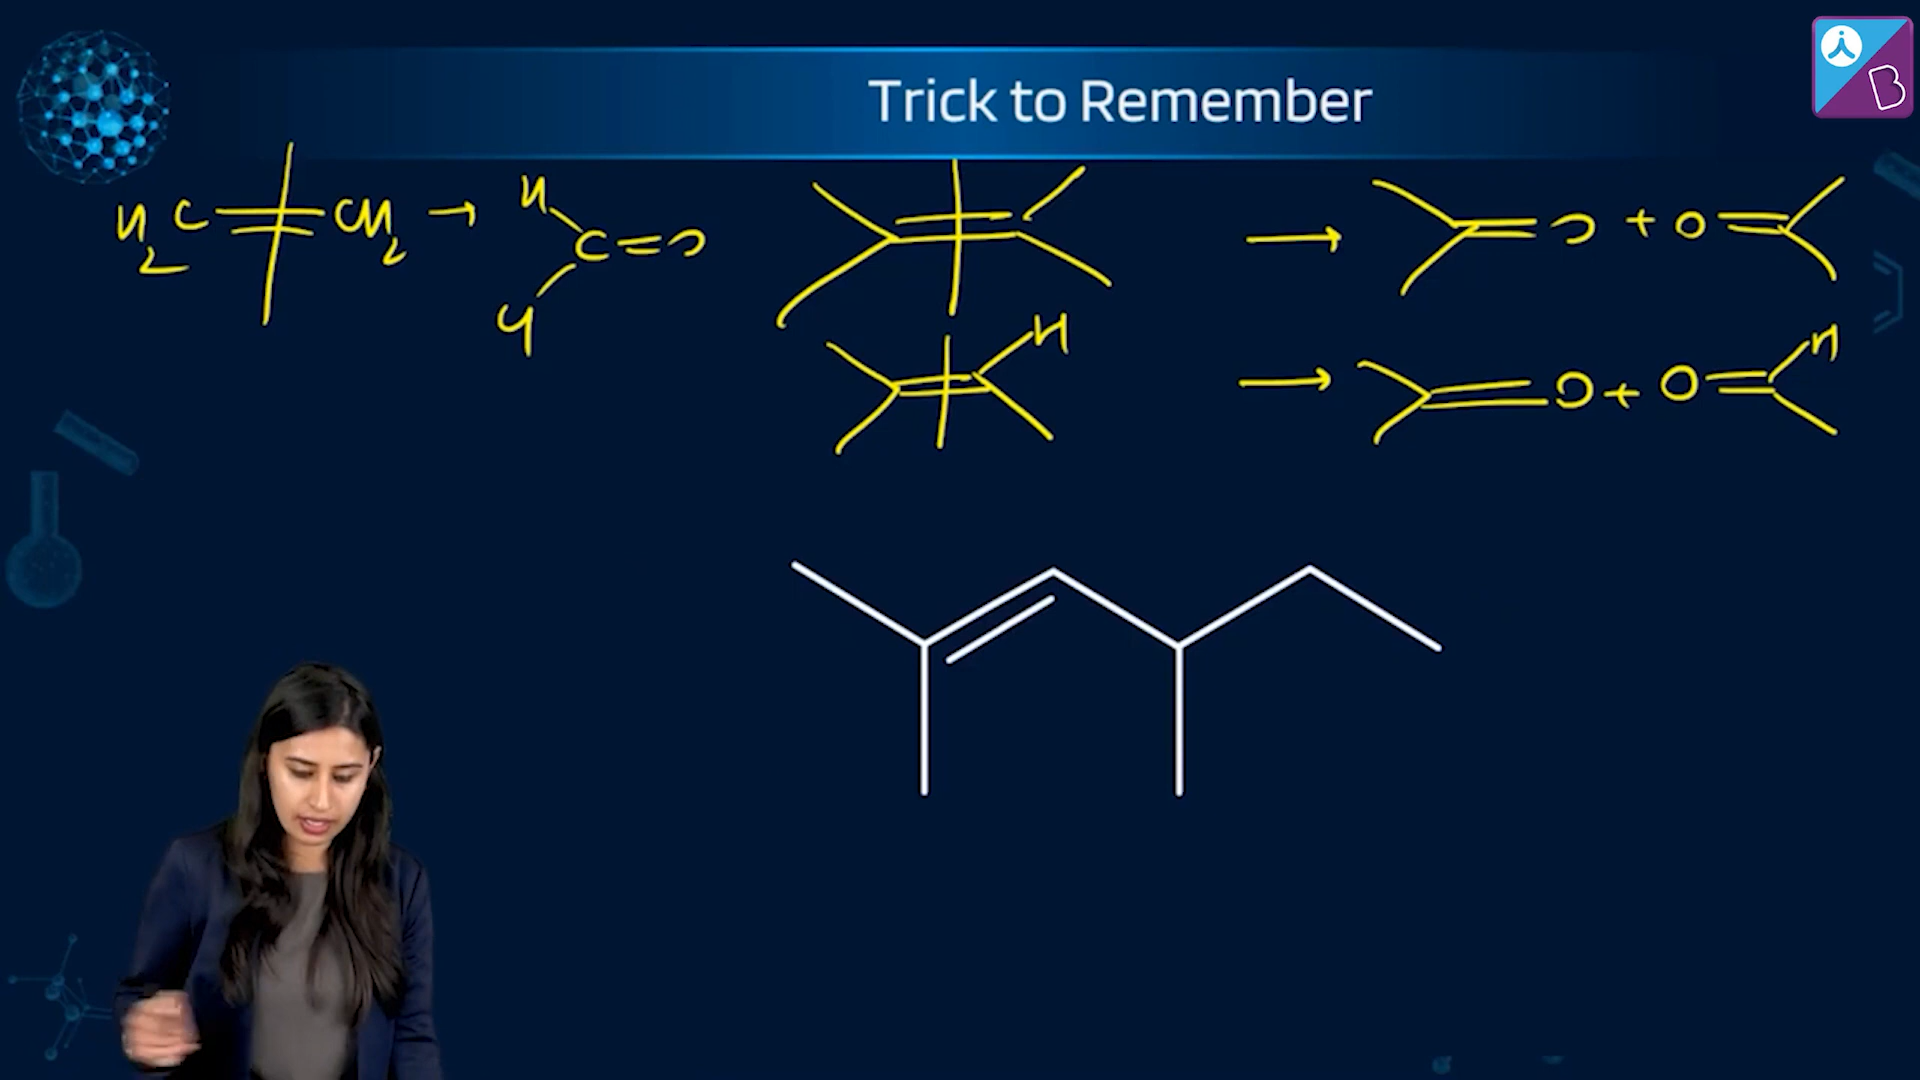 Trick to Remember
B
H₂C=CH₂ → H
C=O
H
→ =O + O=
H
→ =O + O= H